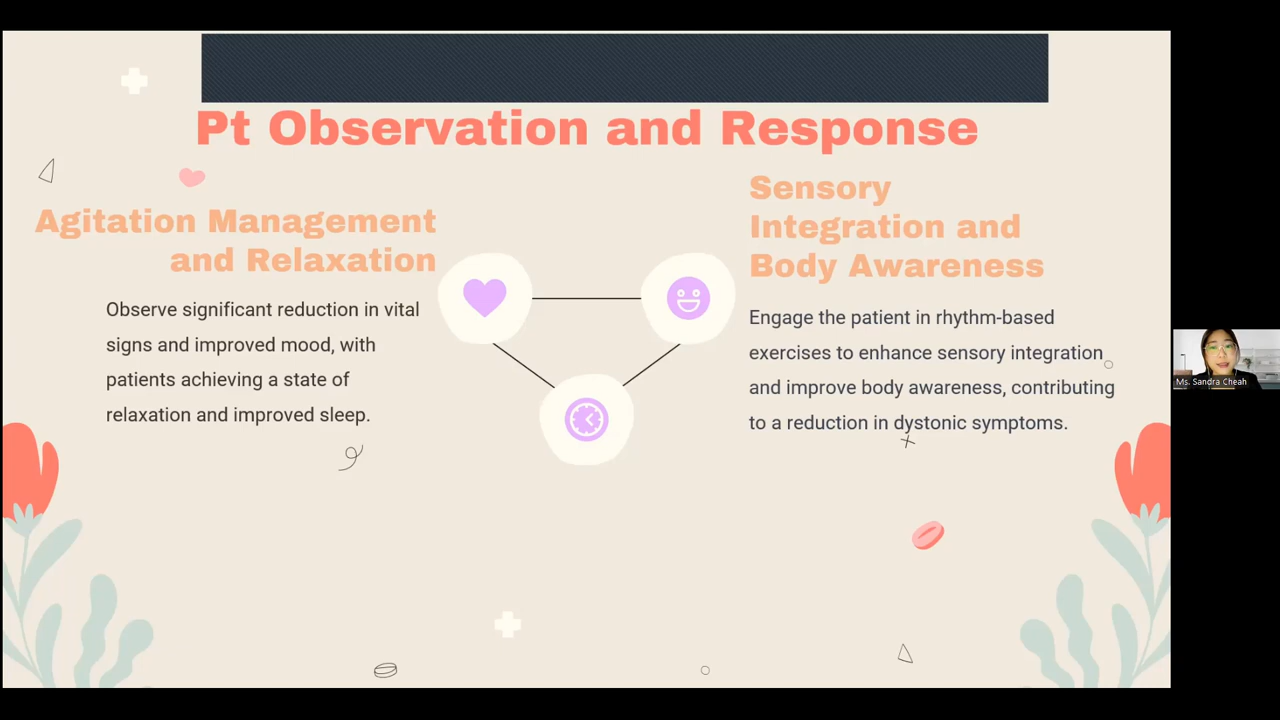 Pt Observation and Response
Agitation Management
and Relaxation
Observe significant reduction in vital
signs and improved mood, with
patients achieving a state of
relaxation and improved sleep.
Sensory
Integration and
Body Awareness
Engage the patient in rhythm-based
exercises to enhance sensory integration
and improve body awareness, contributing
to a reduction in dystonic symptoms.
Ms. Sandra Cheah